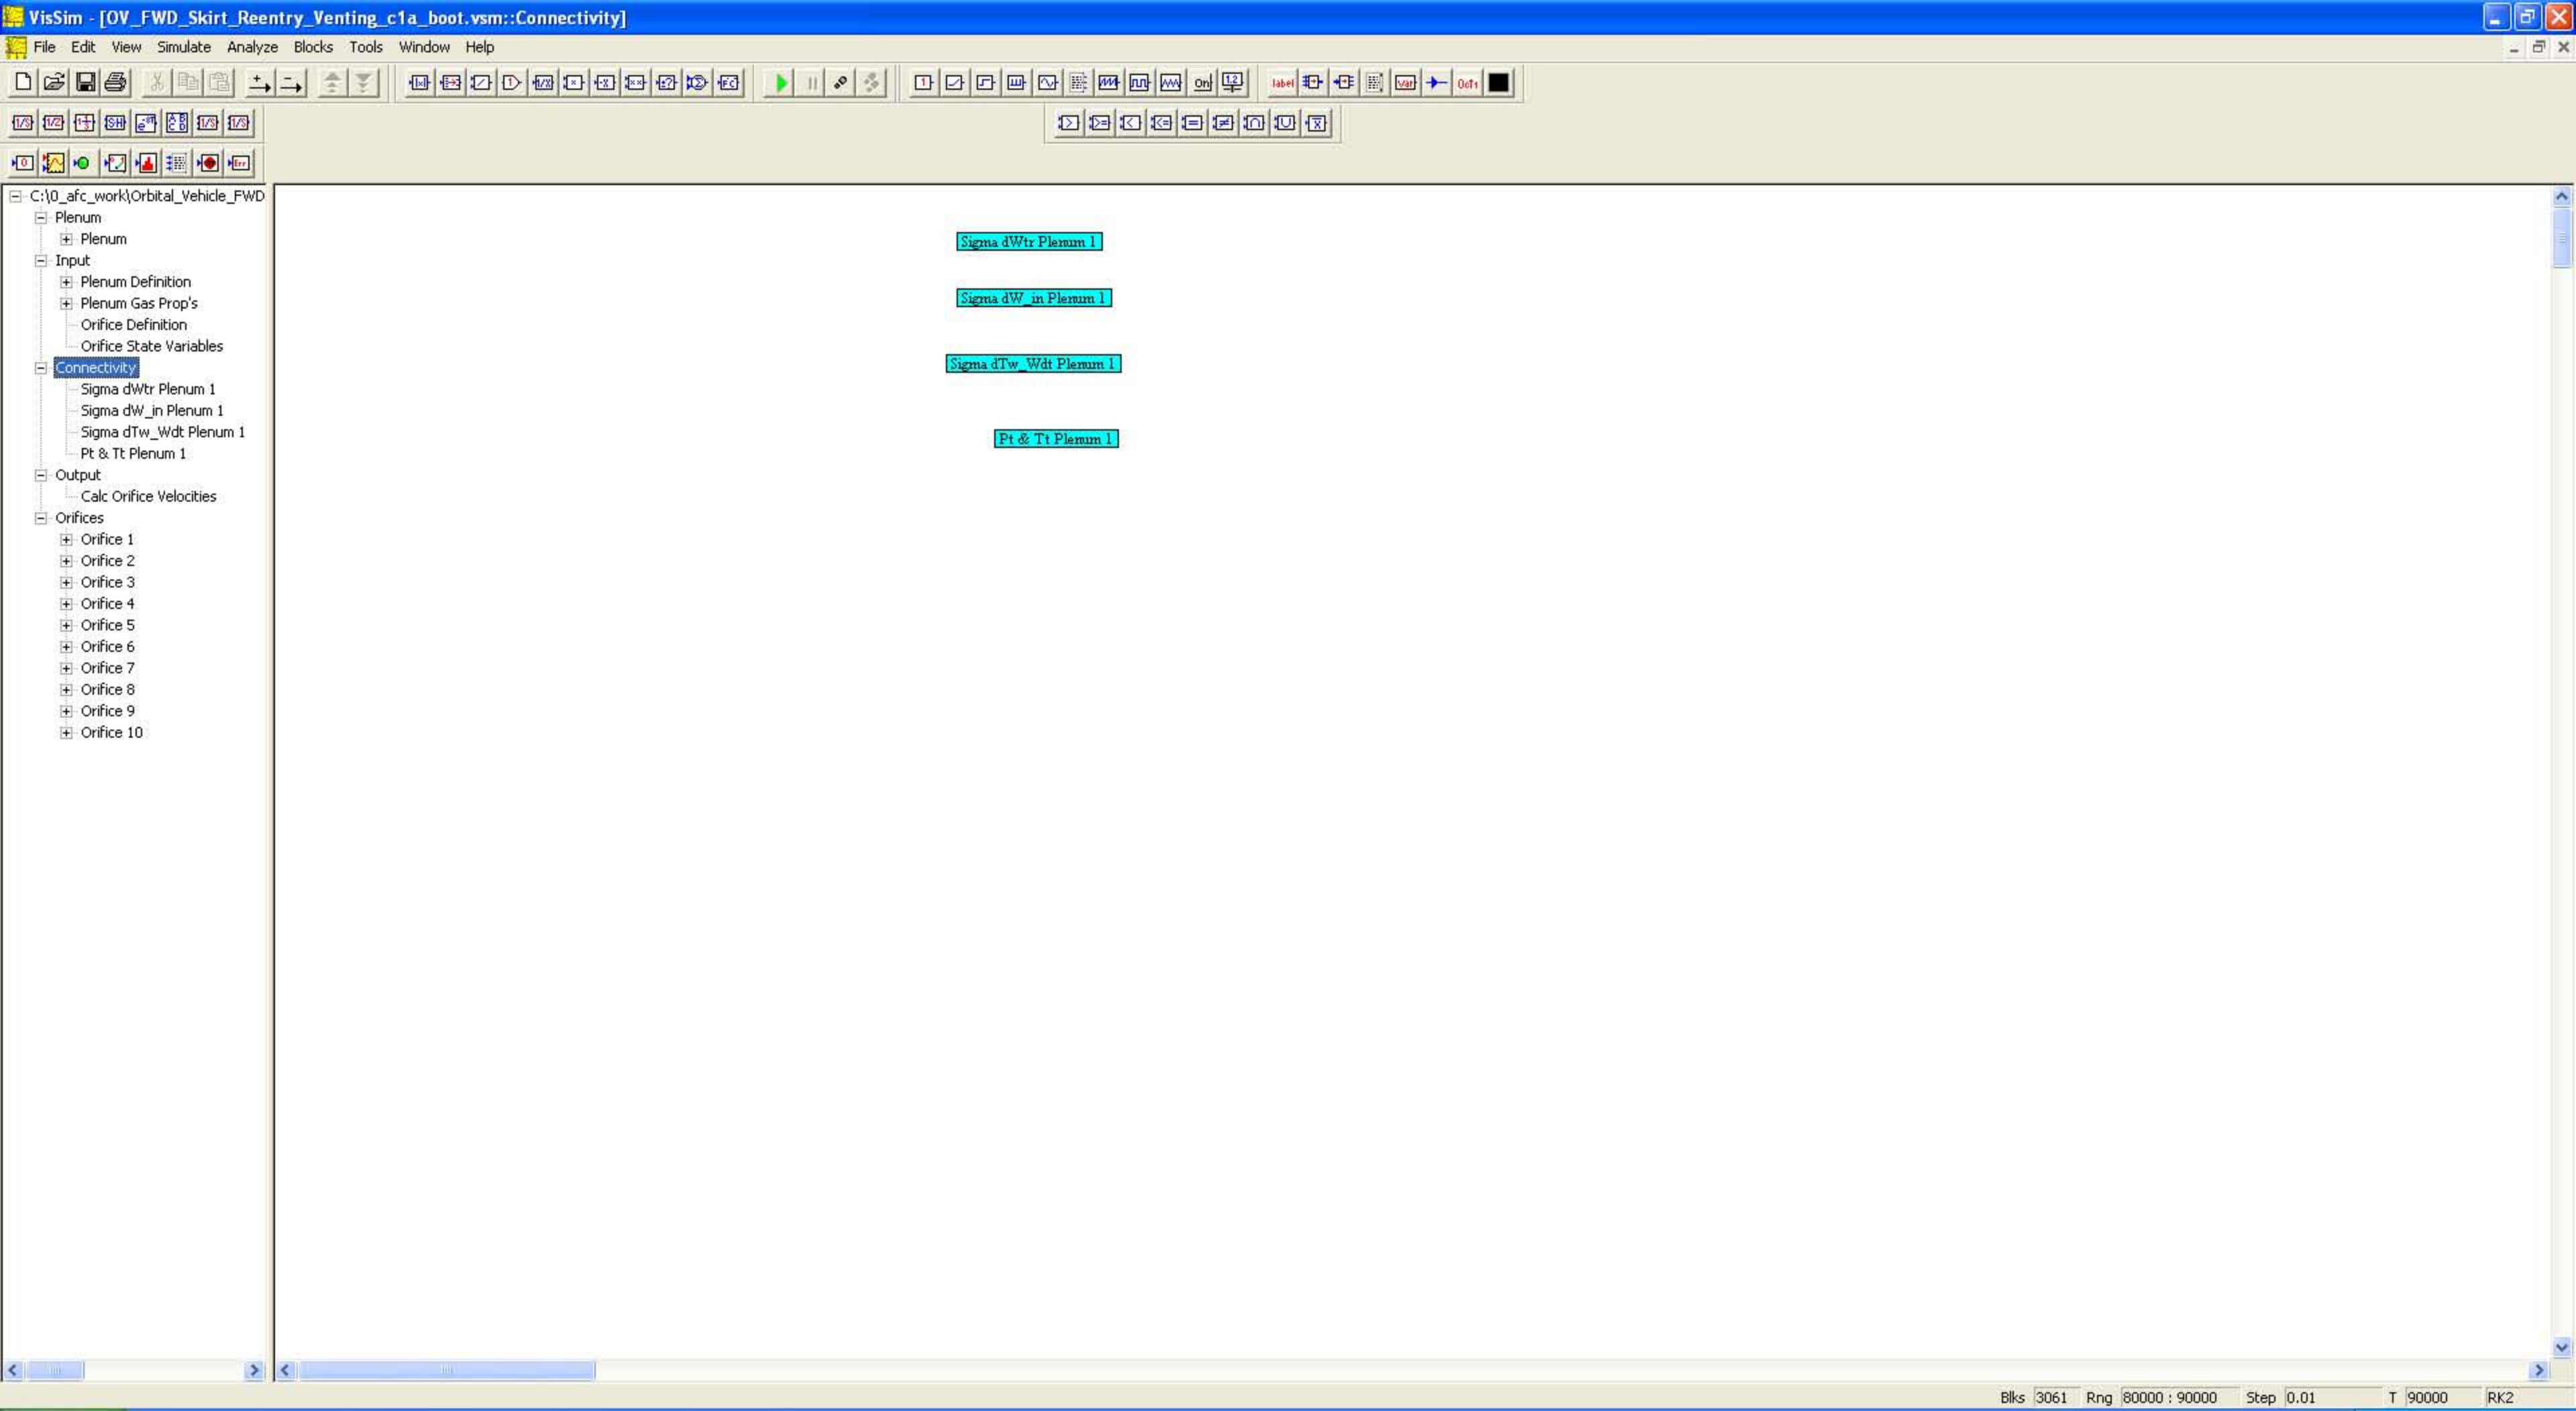 VisSim - [OV_FWD_Skirt_Reentry_Venting_c1a_boot.vsm::Connectivity]
File Edit View Simulate Analyze Blocks Tools Window Help
label
Var
On!
C:\0_afc_work\Orbital_Vehicle_FWD
Plenum
Plenum
Input
Plenum Definition
Plenum Gas Prop's
Orifice Definition
Orifice State Variables
Connectivity
Sigma dWtr Plenum 1
Sigma dW_in Plenum 1
Sigma dTw_Wdt Plenum 1
Pt & Tt Plenum 1
Output
Calc Orifice Velocities
Orifices
Orifice 1
Orifice 2
Orifice 3
Orifice 4
Orifice 5
Orifice 6
Orifice 7
Orifice 8
Orifice 9
Orifice 10
Sigma dWtr Plenum 1
Sigma dW_in Plenum 1
Sigma dTw_Wdt Plenum 1
Pt & Tt Plenum 1
Blks 3061 Rng 80000 : 90000 Step 0.01 T 90000 RK2